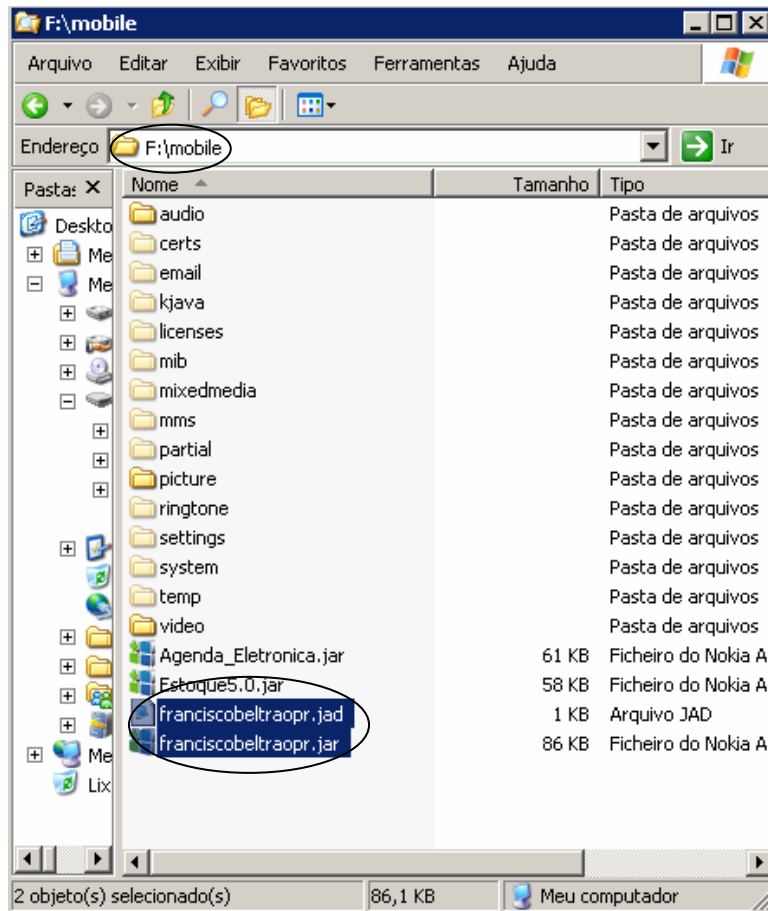 F:\mobile
Arquivo Editar Exibir Favoritos Ferramentas Ajuda
Endereço F:\mobile Ir
Pastas Nome Tamanho Tipo
Deskto
Me
Me
Me
Lix
audio Pasta de arquivos
certs Pasta de arquivos
email Pasta de arquivos
kjava Pasta de arquivos
licenses Pasta de arquivos
mib Pasta de arquivos
mixedmedia Pasta de arquivos
mms Pasta de arquivos
partial Pasta de arquivos
picture Pasta de arquivos
ringtone Pasta de arquivos
settings Pasta de arquivos
system Pasta de arquivos
temp Pasta de arquivos
video Pasta de arquivos
Agenda_Eletronica.jar 61 KB Ficheiro do Nokia A
Estoque5.0.jar 58 KB Ficheiro do Nokia A
franciscobeltraopr.jad 1 KB Arquivo JAD
franciscobeltraopr.jar 86 KB Ficheiro do Nokia A
2 objeto(s) selecionado(s) 86,1 KB Meu computador